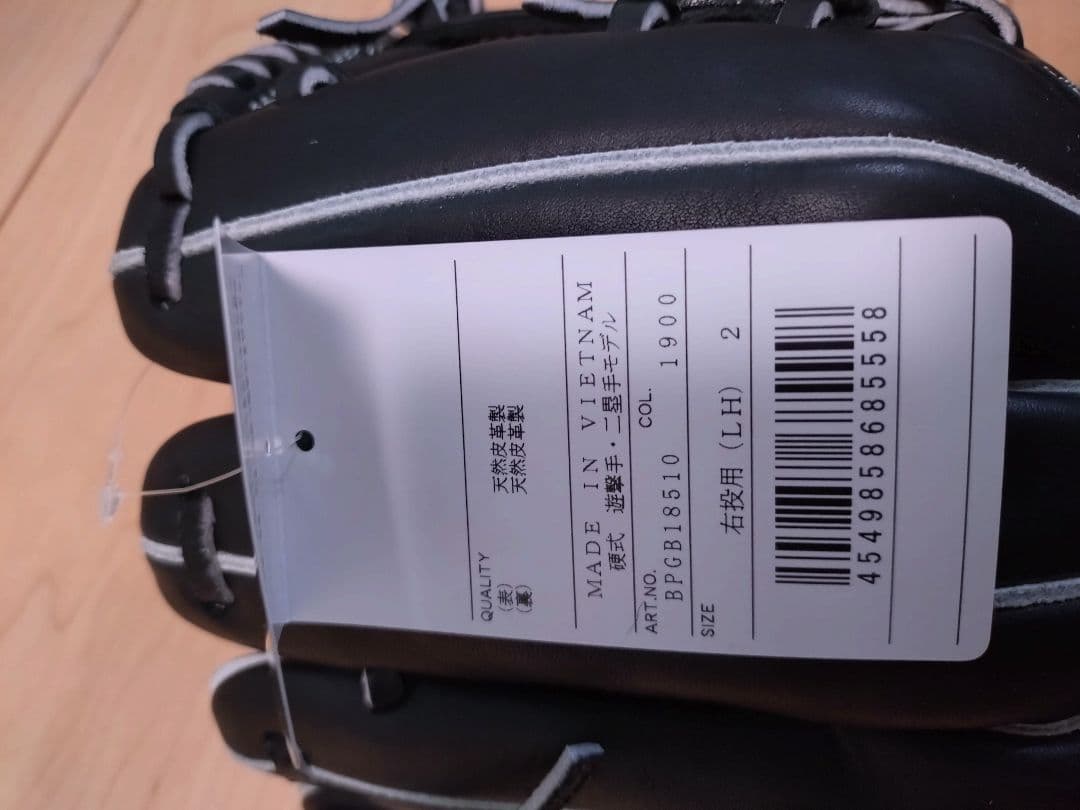 QUALITY
(表) 天然皮革製
(裏) 天然皮革製
MADE IN VIETNAM
硬式 遊撃手・二塁手モデル
ART.NO. COL.
BPGB18510 1900
SIZE 右投用(LH) 2
4549858685558